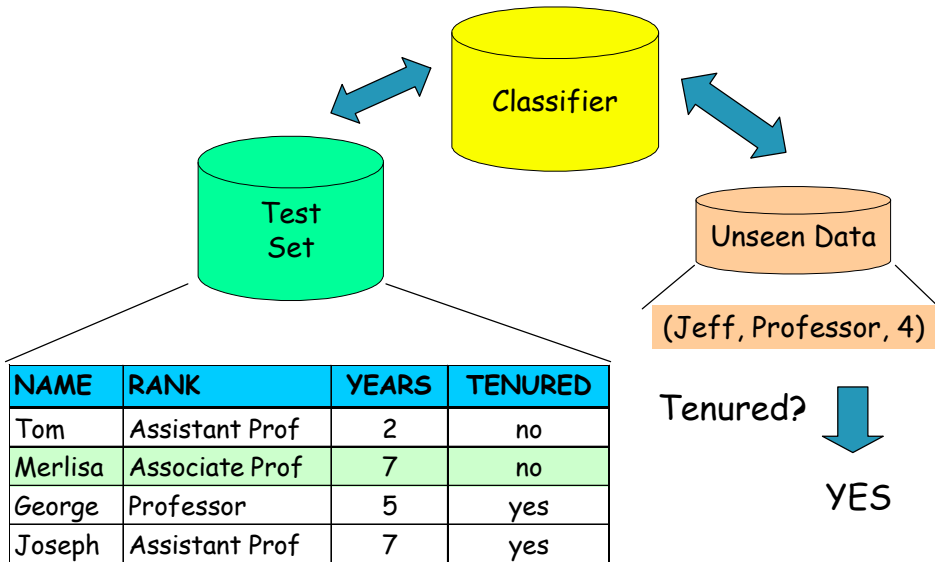 Classifier
Test
Set
Unseen Data
(Jeff, Professor, 4)
NAME RANK YEARS TENURED
Tom Assistant Prof 2 no
Merlisa Associate Prof 7 no
George Professor 5 yes
Joseph Assistant Prof 7 yes
Tenured?
YES